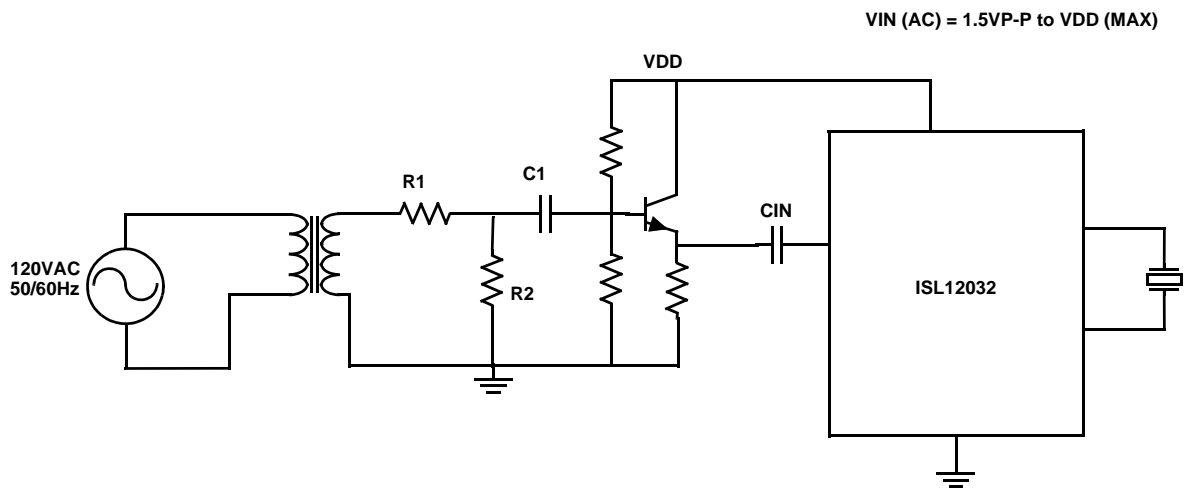 VIN (AC) = 1.5VP-P to VDD (MAX)
VDD
R1
C1
CIN
120VAC
50/60Hz
R2
ISL12032